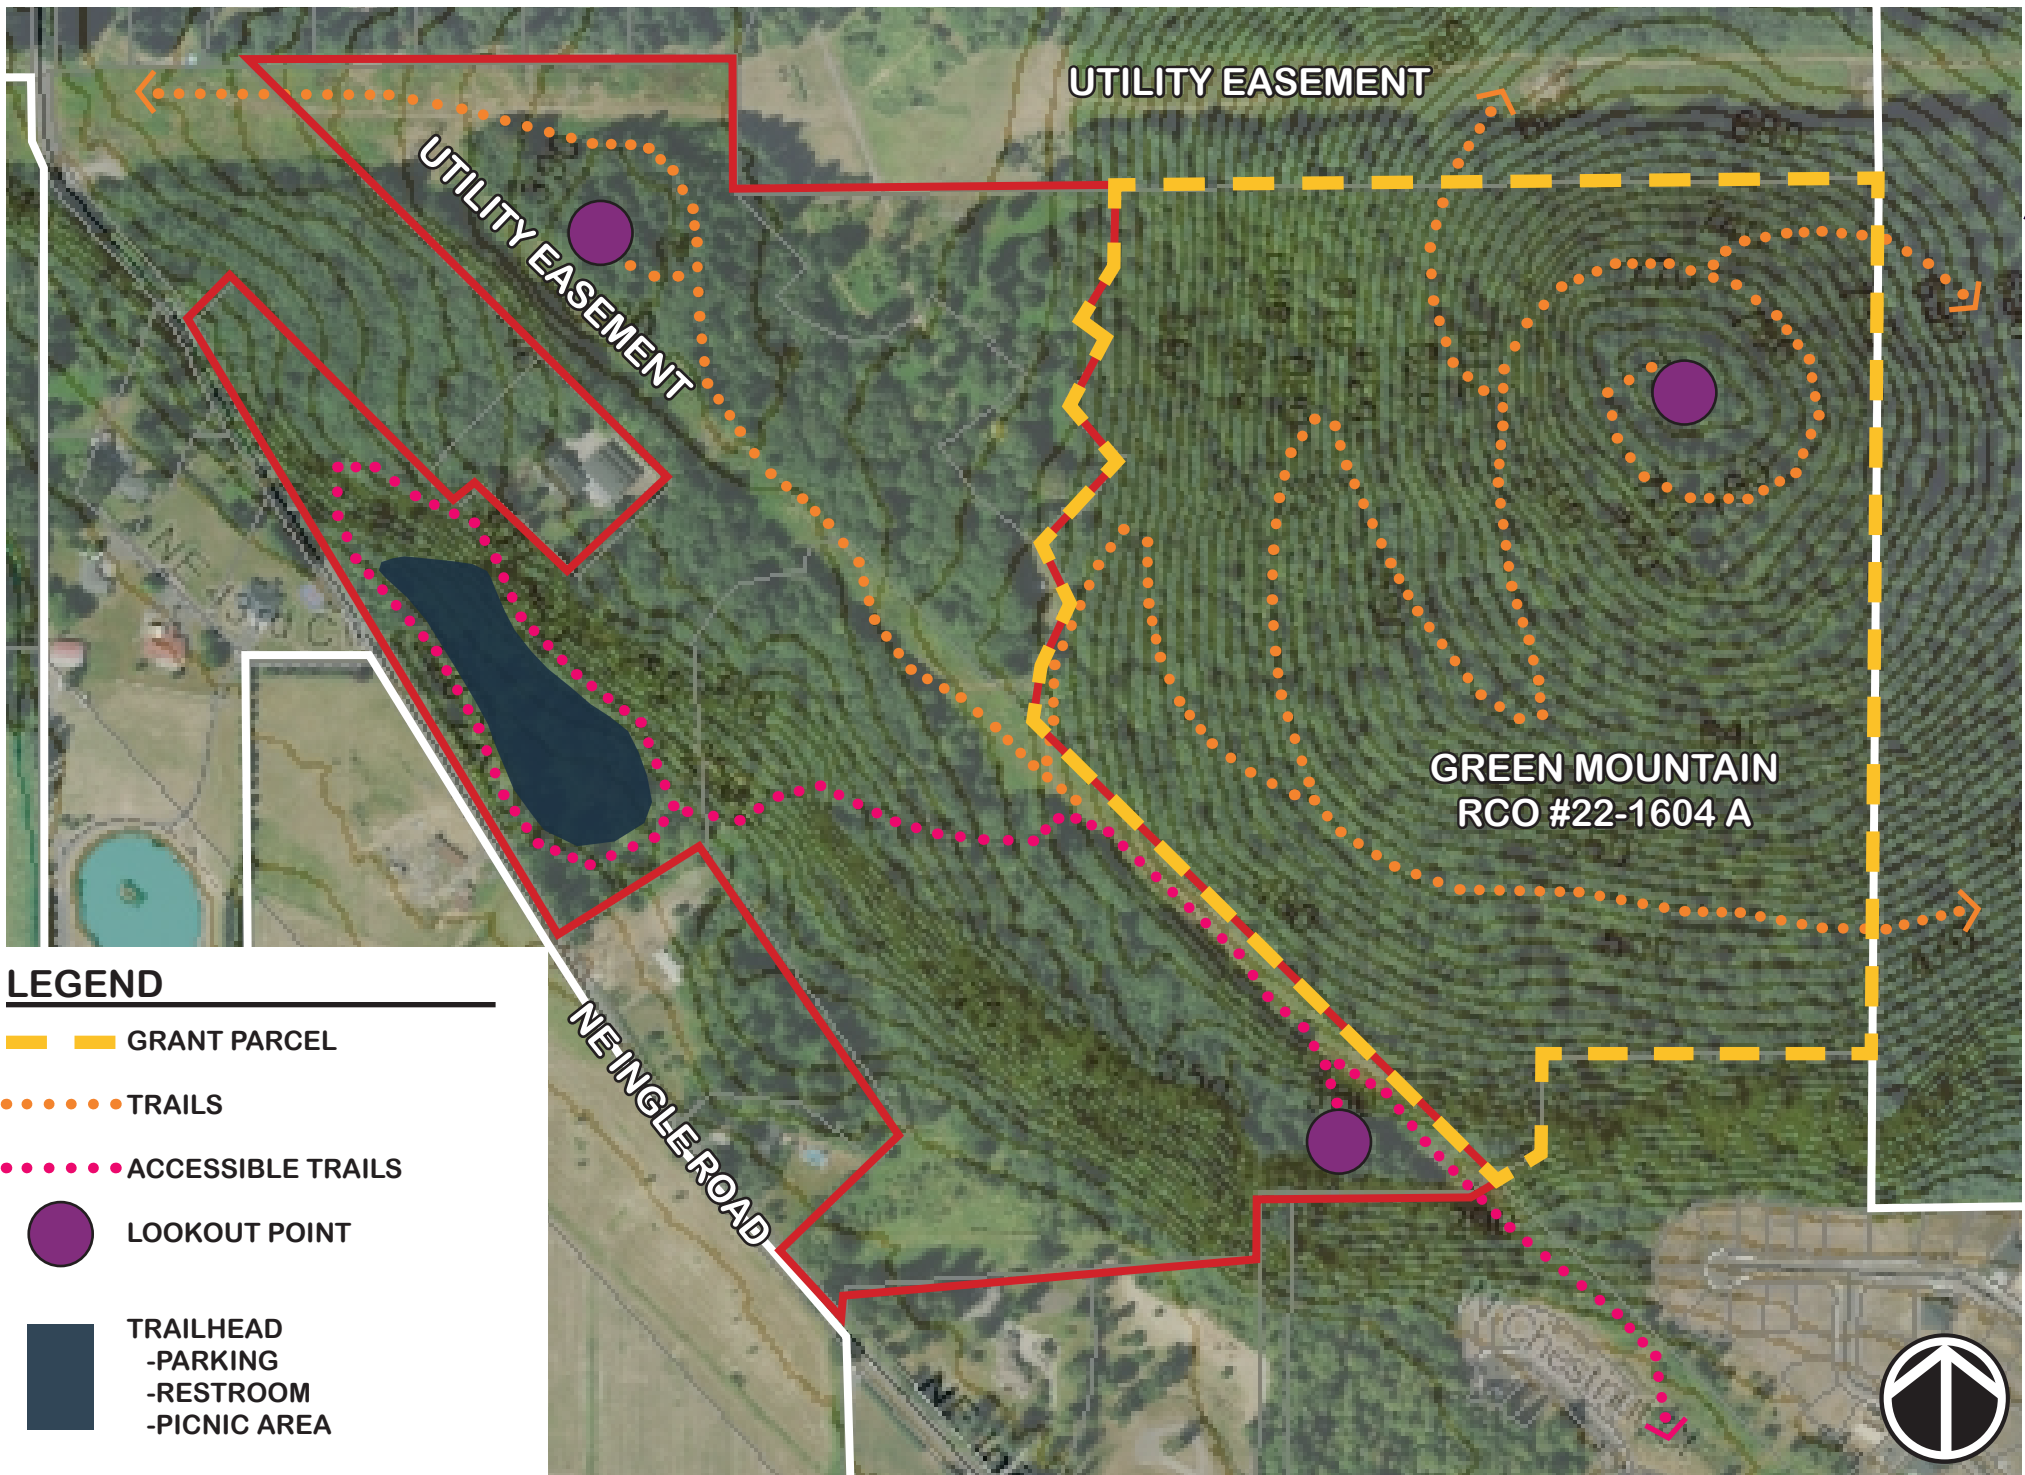 UTILITY EASEMENT
UTILITY EASEMENT
GREEN MOUNTAIN
RCO #22-1604 A
NE INGLE ROAD
LEGEND
GRANT PARCEL
TRAILS
ACCESSIBLE TRAILS
LOOKOUT POINT
TRAILHEAD
-PARKING
-RESTROOM
-PICNIC AREA